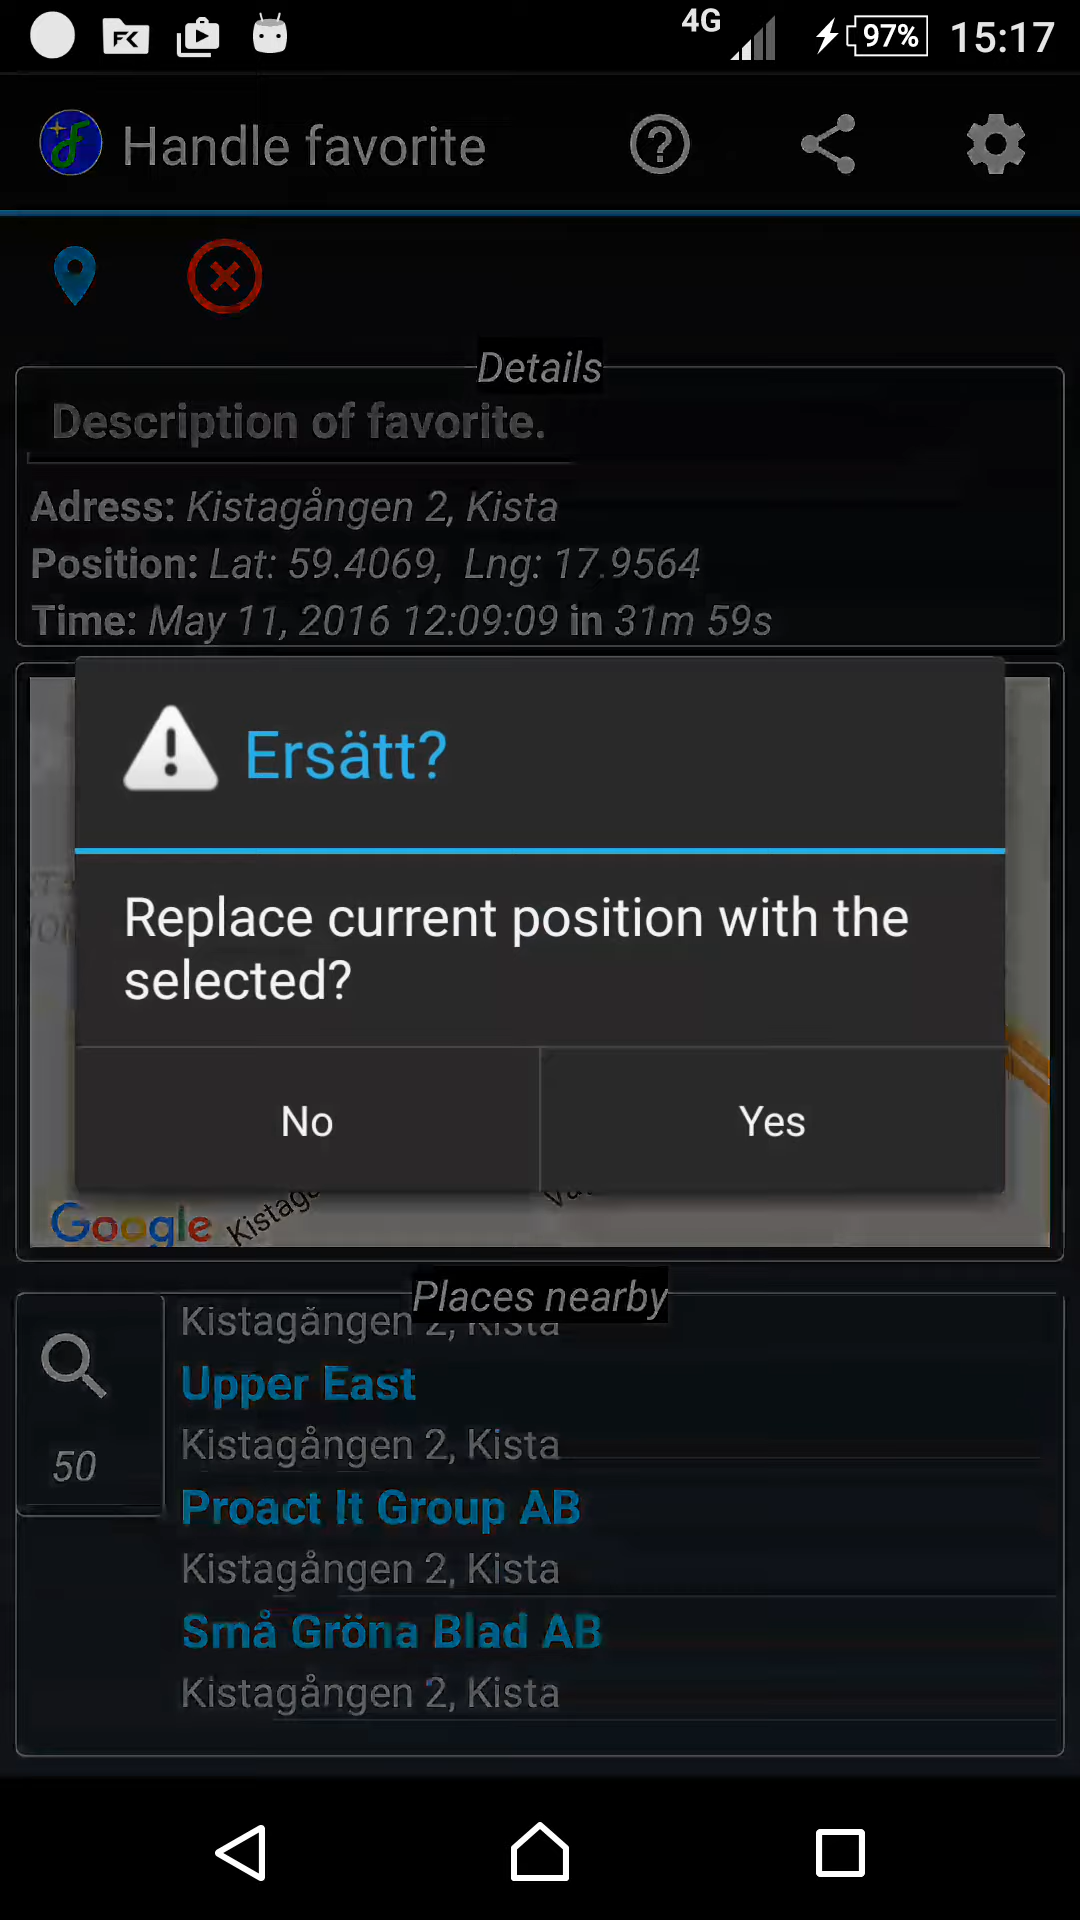 4G 97% 15:17
Handle favorite
Details
Description of favorite.
Adress: Kistagången 2, Kista
Position: Lat: 59.4069, Lng: 17.9564
Time: May 11, 2016 12:09:09 in 31m 59s
Ersätt?
Replace current position with the
selected?
No Yes
Google
Places nearby
Kistagången 2, Kista
Upper East
50
Kistagången 2, Kista
Proact It Group AB
Kistagången 2, Kista
Små Gröna Blad AB
Kistagången 2, Kista